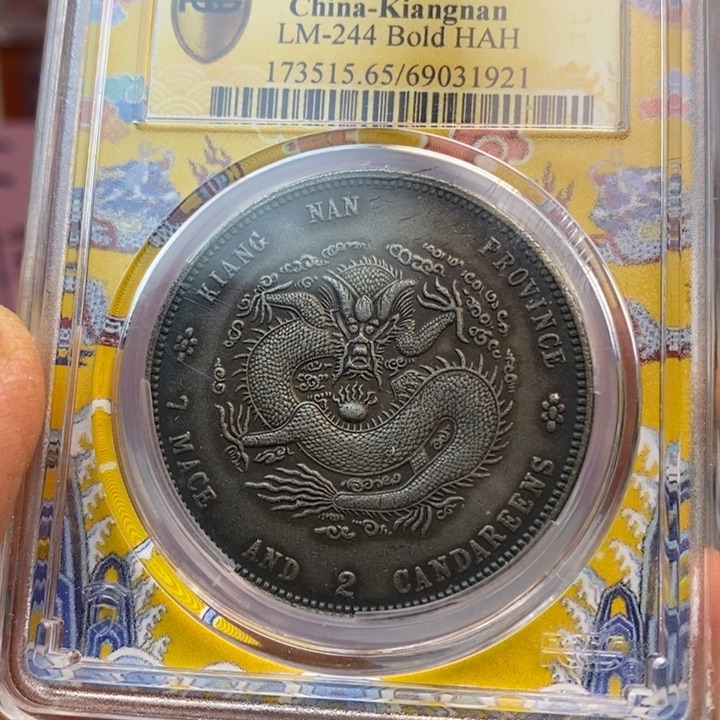 China-Kiangnan
LM-244 Bold HAH
173515.65/69031921
KIANG NAN PROVINCE
7 MACE AND 2 CANDAREENS